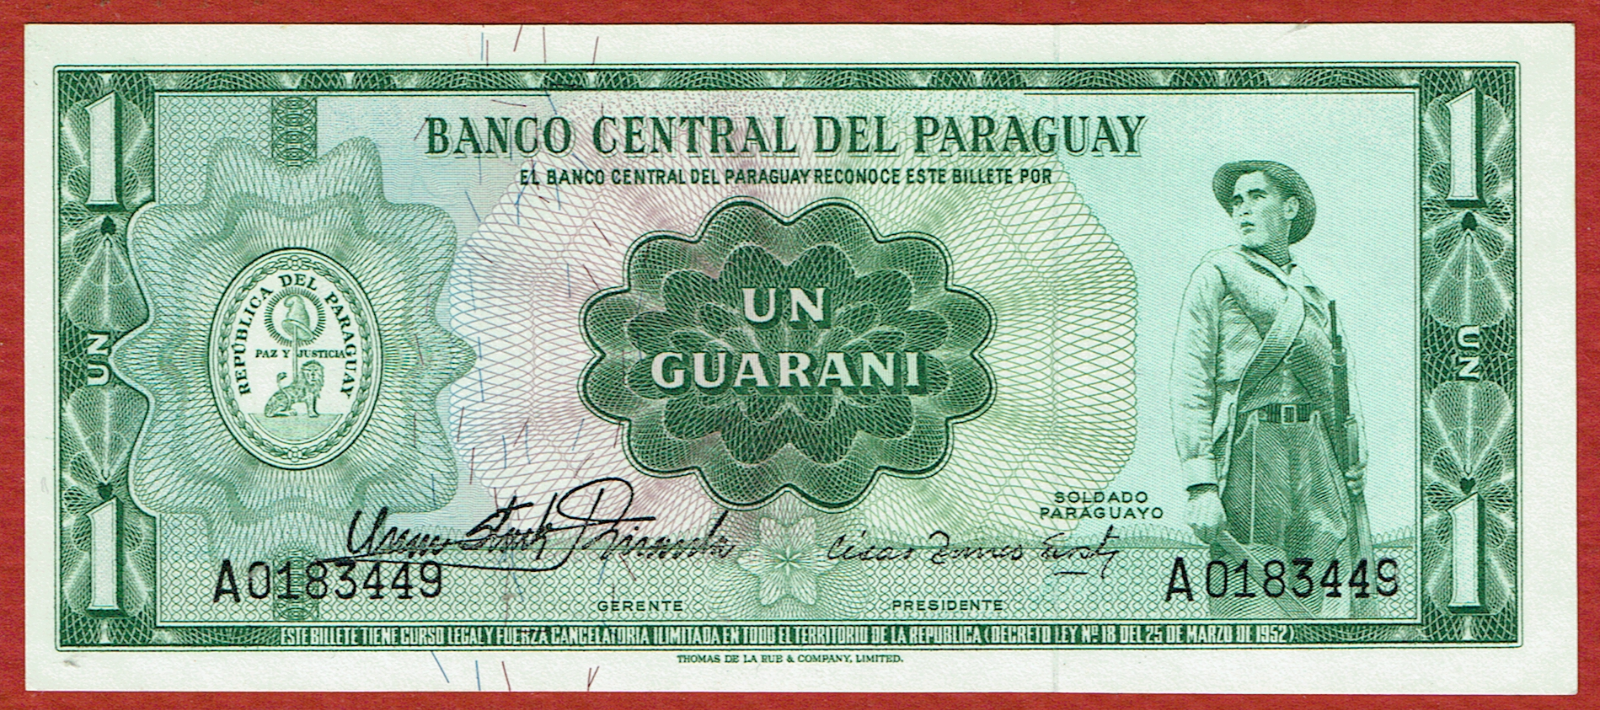 1
1
BANCO CENTRAL DEL PARAGUAY
EL BANCO CENTRAL DEL PARAGUAY RECONOCE ESTE BILLETE POR
REPÚBLICA DEL PARAGUAY
PAZ Y JUSTICIA
UN
GUARANI
UN
UN
SOLDADO
PARAGUAYO
1
1
A0183449
A0183449
GERENTE
PRESIDENTE
ESTE BILLETE TIENE CURSO LEGAL Y FUERZA CANCELATORIA ILIMITADA EN TODO EL TERRITORIO DE LA REPUBLICA (DECRETO LEY Nº 18 DEL 25 DE MARZO DE 1952)
THOMAS DE LA RUE & COMPANY, LIMITED.